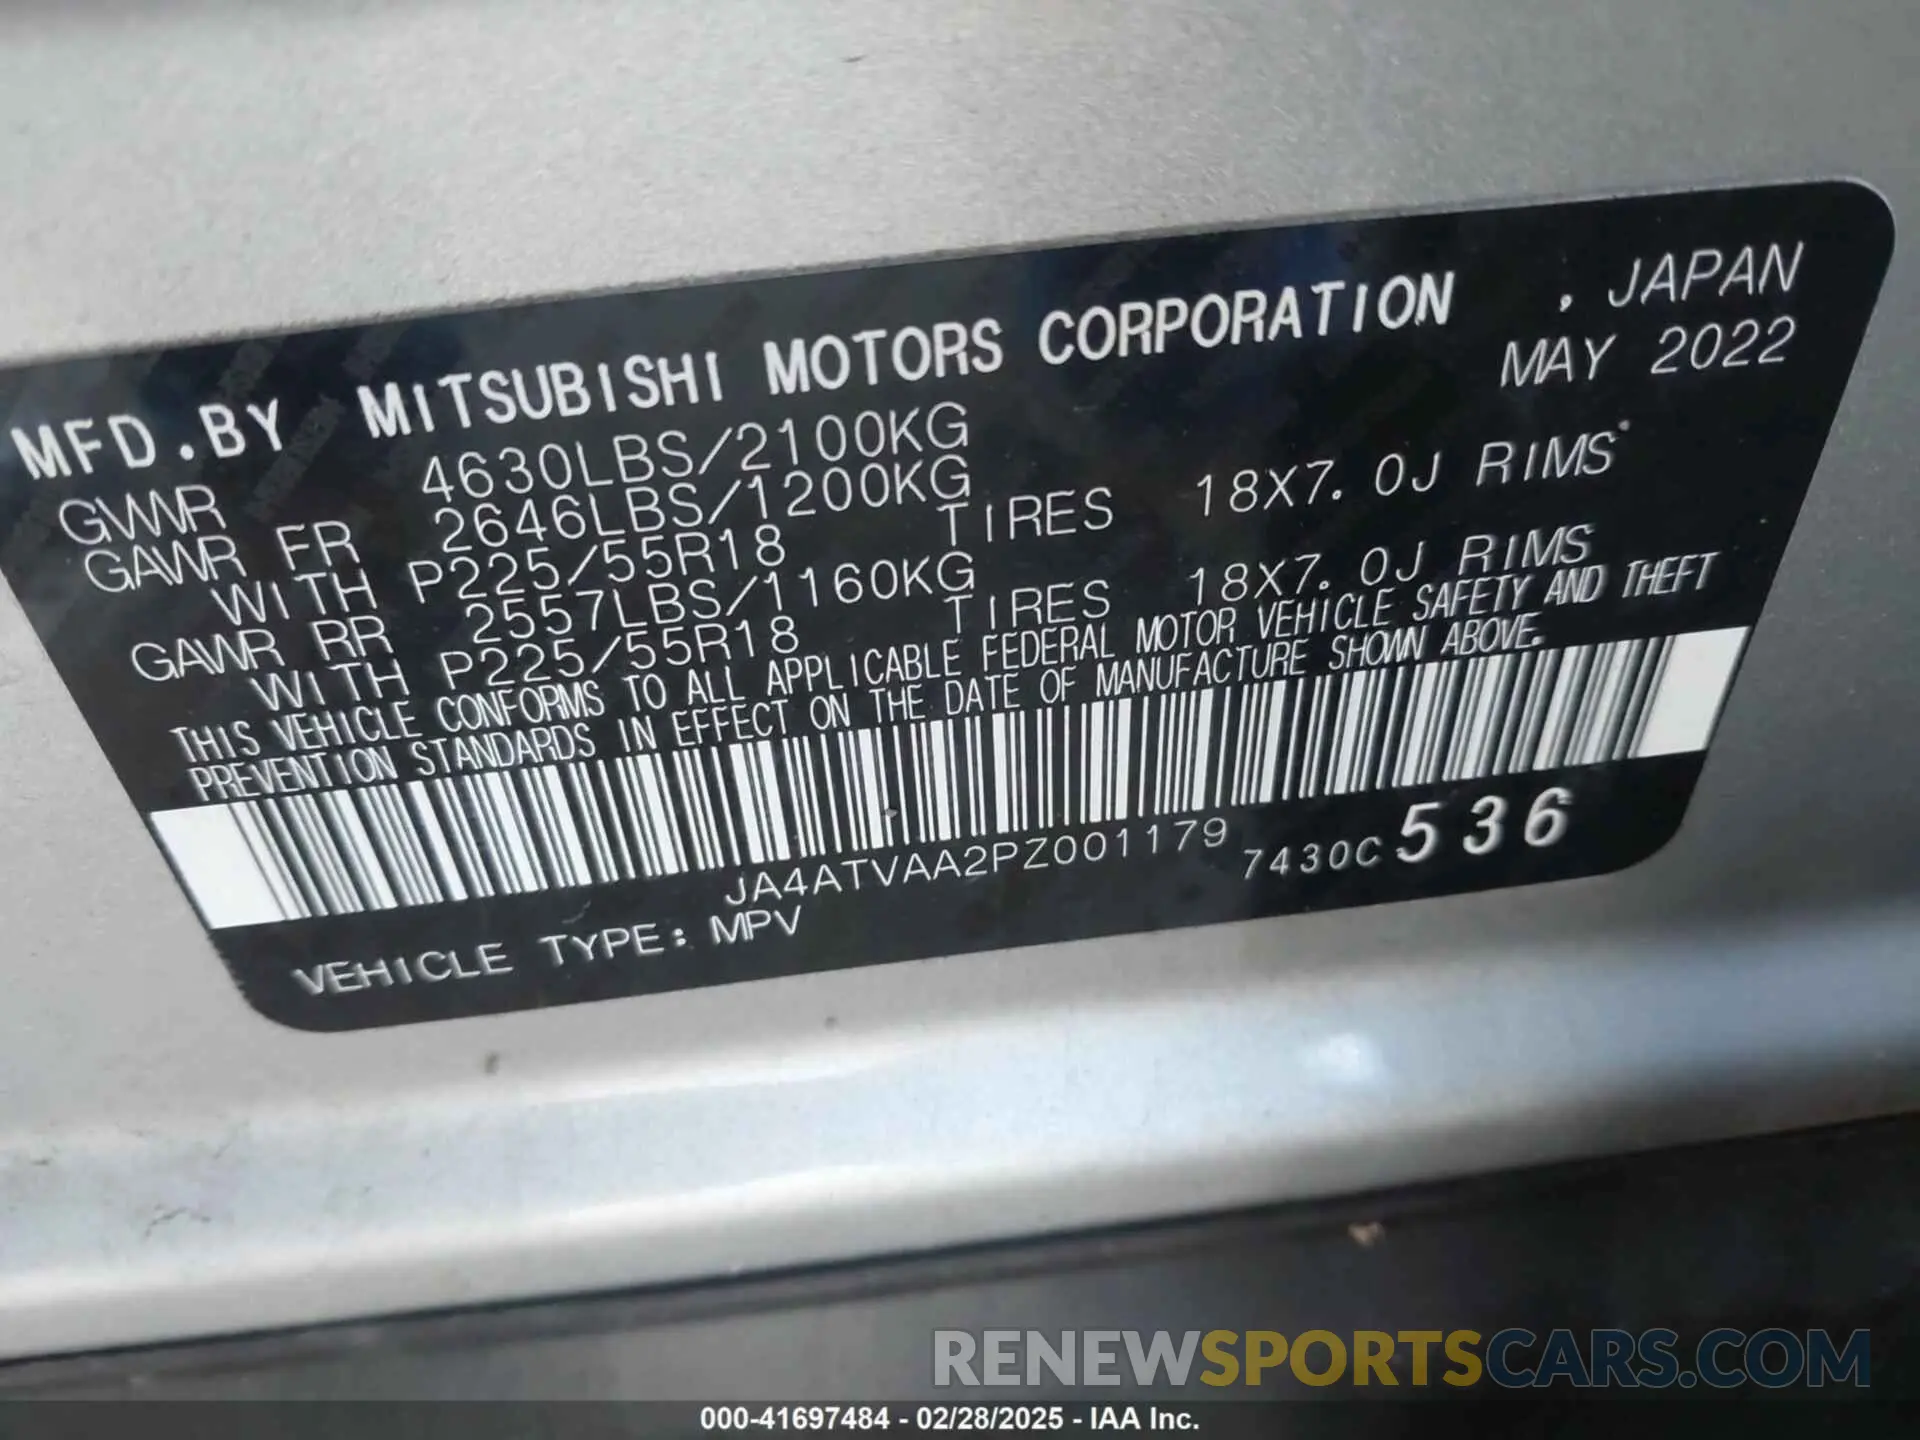 MFD.BY MITSUBISHI MOTORS CORPORATION , JAPAN
MAY 2022
GVWR 4630LBS/2100KG
GAWR FR 2646LBS/1200KG
WITH P225/55R18 TIRES 18X7.0J RIMS
GAWR RR 2557LBS/1160KG
WITH P225/55R18 TIRES 18X7.0J RIMS
THIS VEHICLE CONFORMS TO ALL APPLICABLE FEDERAL MOTOR VEHICLE SAFETY AND THEFT
PREVENTION STANDARDS IN EFFECT ON THE DATE OF MANUFACTURE SHOWN ABOVE.
JA4ATVAA2PZ001179 7430C 536
VEHICLE TYPE: MPV
RENEWSPORTSCARS.COM
000-41697484 - 02/28/2025 - IAA Inc.